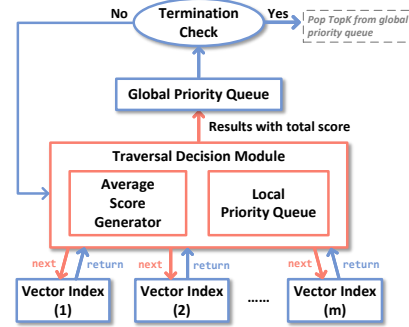 No
Termination
Check
Yes
Pop TopK from global
priority queue
Global Priority Queue
Results with total score
Traversal Decision Module
Average
Score
Generator
Local
Priority Queue
next
return
next
return
next
return
Vector Index
(1)
Vector Index
(2)
......
Vector Index
(m)